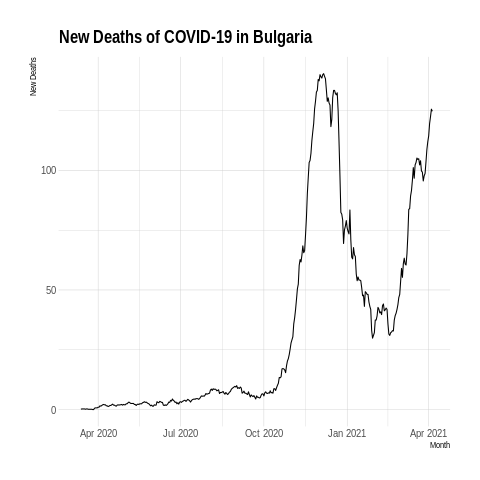 New Deaths of COVID-19 in Bulgaria
New Deaths
100
50
0
Apr 2020 Jul 2020 Oct 2020 Jan 2021 Apr 2021
Month